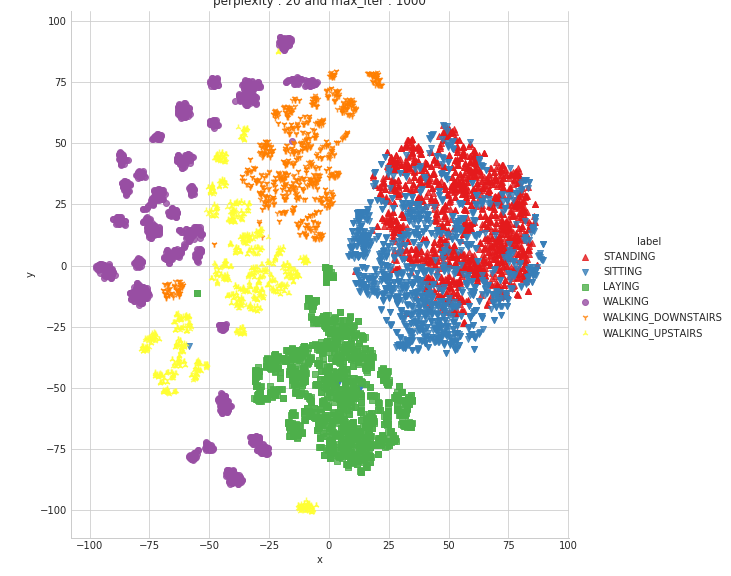 perplexity : 20 and max_iter : 1000
100
75
50
25
0
−25
−50
−75
−100
y
−100 −75 −50 −25 0 25 50 75 100
x
label
STANDING
SITTING
LAYING
WALKING
WALKING_DOWNSTAIRS
WALKING_UPSTAIRS